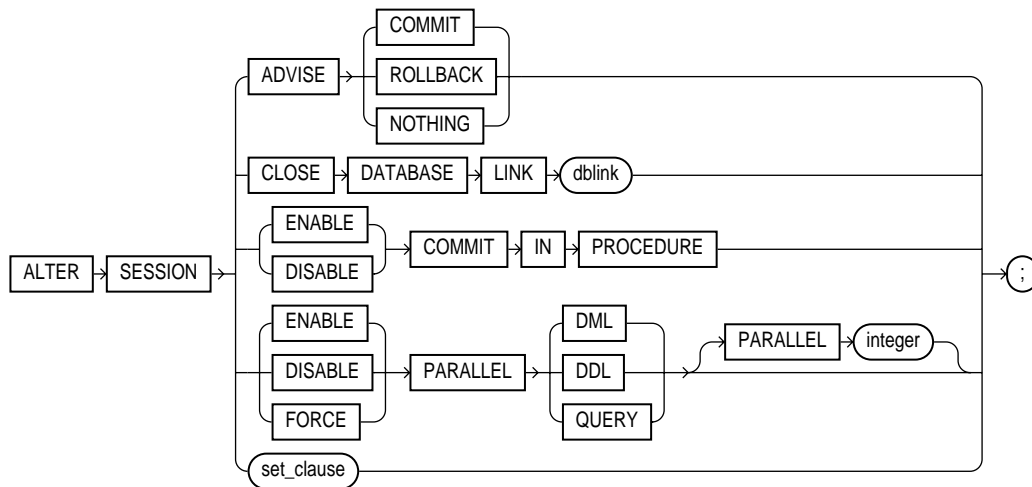 COMMIT
ADVISE ROLLBACK
NOTHING
CLOSE DATABASE LINK dblink
ENABLE
COMMIT IN PROCEDURE
DISABLE
ALTER SESSION ;
ENABLE DML PARALLEL integer
DISABLE PARALLEL DDL
FORCE QUERY
set_clause